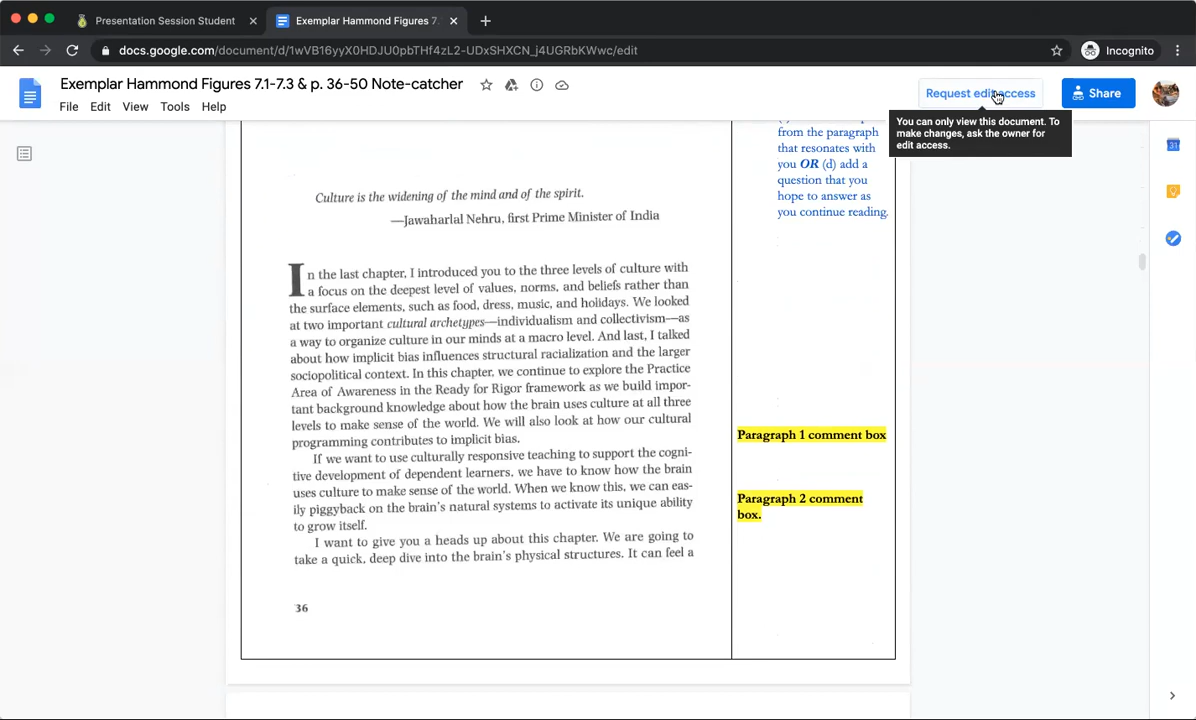 Presentation Session Student
Exemplar Hammond Figures 7.
docs.google.com/document/d/1wVB16yyX0HDJU0pbTHf4zL2-UDxSHXCN_j4UGRbKWwc/edit
Incognito
Exemplar Hammond Figures 7.1-7.3 & p. 36-50 Note-catcher
File Edit View Tools Help
Request edit access
Share
You can only view this document. To
make changes, ask the owner for
edit access.
from the paragraph
that resonates with
you OR (d) add a
question that you
hope to answer as
you continue reading.
Culture is the widening of the mind and of the spirit.
—Jawaharlal Nehru, first Prime Minister of India
In the last chapter, I introduced you to the three levels of culture with
a focus on the deepest level of values, norms, and beliefs rather than
the surface elements, such as food, dress, music, and holidays. We looked
at two important cultural archetypes—individualism and collectivism—as
a way to organize culture in our minds at a macro level. And last, I talked
about how implicit bias influences structural racialization and the larger
sociopolitical context. In this chapter, we continue to explore the Practice
Area of Awareness in the Ready for Rigor framework as we build impor-
tant background knowledge about how the brain uses culture at all three
levels to make sense of the world. We will also look at how our cultural
programming contributes to implicit bias.
If we want to use culturally responsive teaching to support the cogni-
tive development of dependent learners, we have to know how the brain
uses culture to make sense of the world. When we know this, we can eas-
ily piggyback on the brain's natural systems to activate its unique ability
to grow itself.
I want to give you a heads up about this chapter. We are going to
take a quick, deep dive into the brain's physical structures. It can feel a
36
Paragraph 1 comment box
Paragraph 2 comment
box.
31